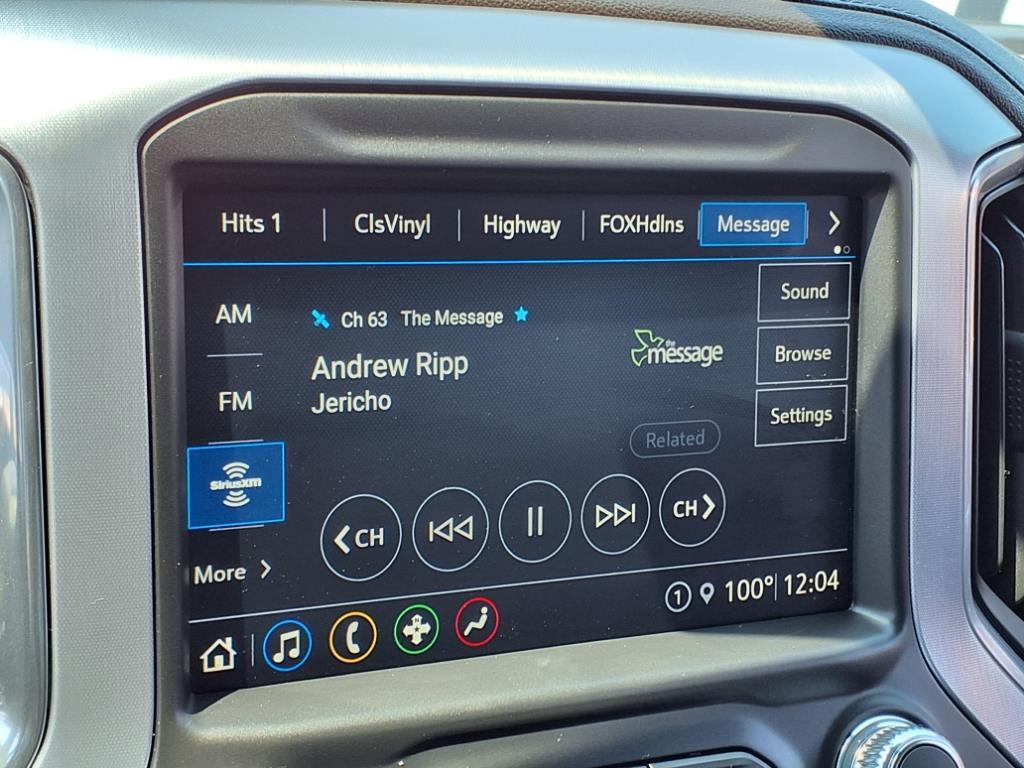 Hits 1
ClsVinyl
Highway
FOXHdlns
Message
AM
FM
SiriusXM
More
Ch 63 The Message
Andrew Ripp
Jericho
the message
Related
Sound
Browse
Settings
CH
CH
1
100° 12:04